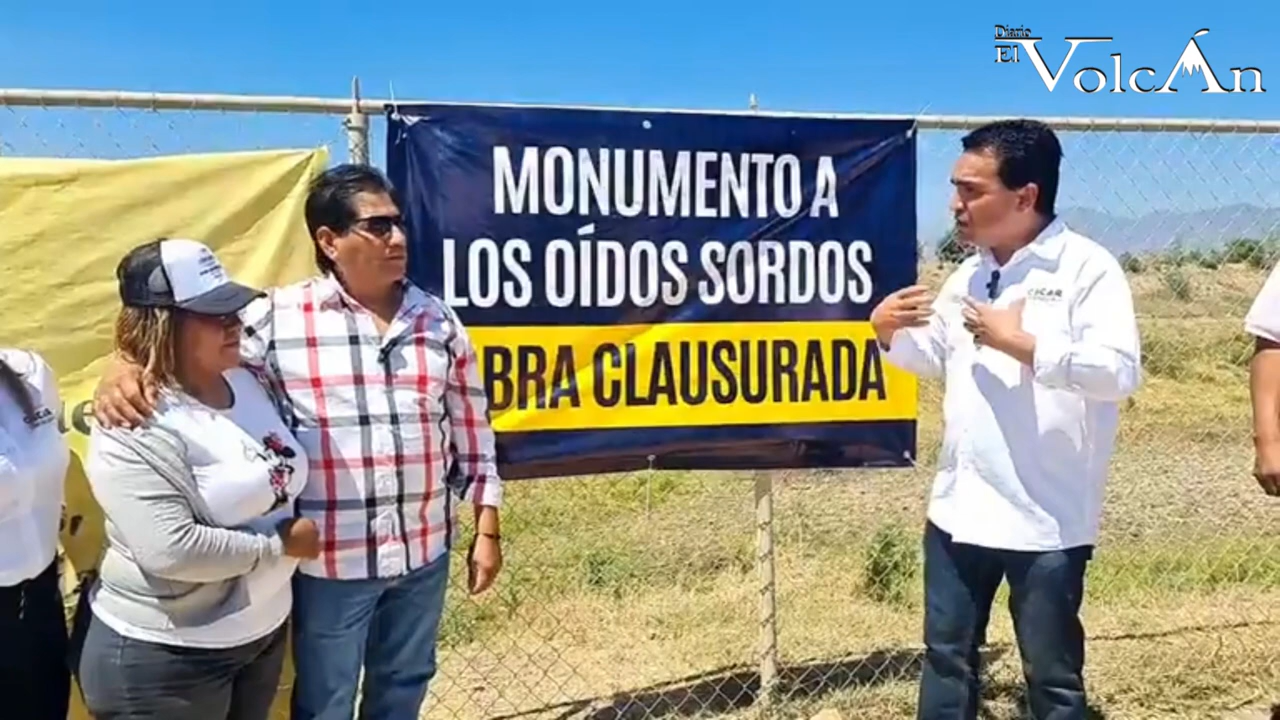 Diario
El Volcán
MONUMENTO A
LOS OÍDOS SORDOS
BRA CLAUSURADA